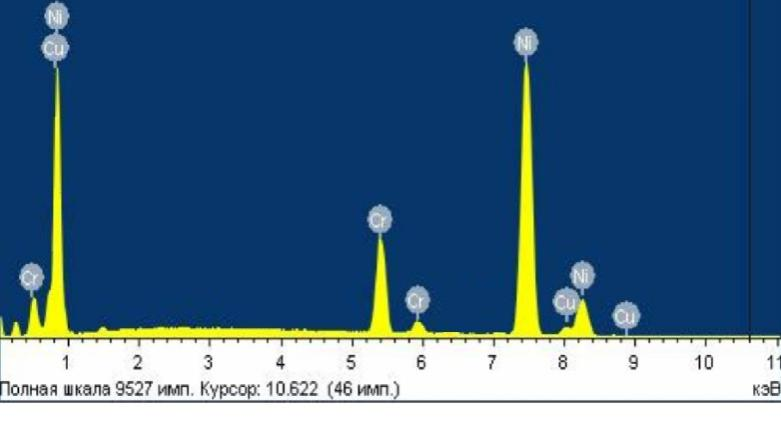 Ni
Cu
Ni
Cr
Cr
Cr
Cu
Ni
Cu
1 2 3 4 5 6 7 8 9 10 11
Полная шкала 9527 имп. Курсор: 10.622 (46 имп.) кэВ